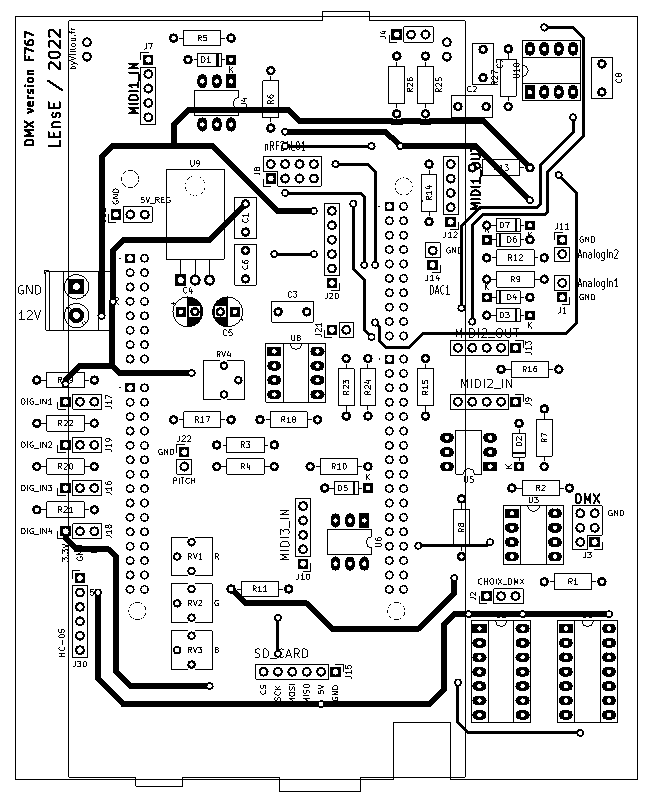 DMX version F767
LEnsE / 2022
byVillou.fr
J7
MIDI1_IN
R5
D1
K
J4
R6
J4
R26
R25
C2
R27
C7
U10
C8
nRF24L01
J8
U9
GND
5V_REG
C1
C6
C4
C5
C3
J20
J21
U8
RV4
R14
R13
MIDI1_OUT
J12
GND
J14
DAC1
D7
K
D6
K
R12
R9
D4
K
D3
K
J11
GND
AnalogIn2
AnalogIn1
GND
J1
GND
12V
MIDI2_OUT
J13
R16
MIDI2_IN
J9
R19
DIG_IN1
J17
R22
DIG_IN2
J19
R20
DIG_IN3
J16
R21
DIG_IN4
J18
3.3V
GND
5V
HC-05
J30
R17
R18
R23
R24
R15
J22
GND
PITCH
R3
R4
R10
D5
K
U5
D2
K
R7
R2
U3
DMX
GND
J3
R8
MIDI3_IN
J10
U6
RV1
R
RV2
G
RV3
B
R11
CHOIX_DMX
J2
R1
SD_CARD
J15
CS
SCK
MOSI
MISO
5V
GND